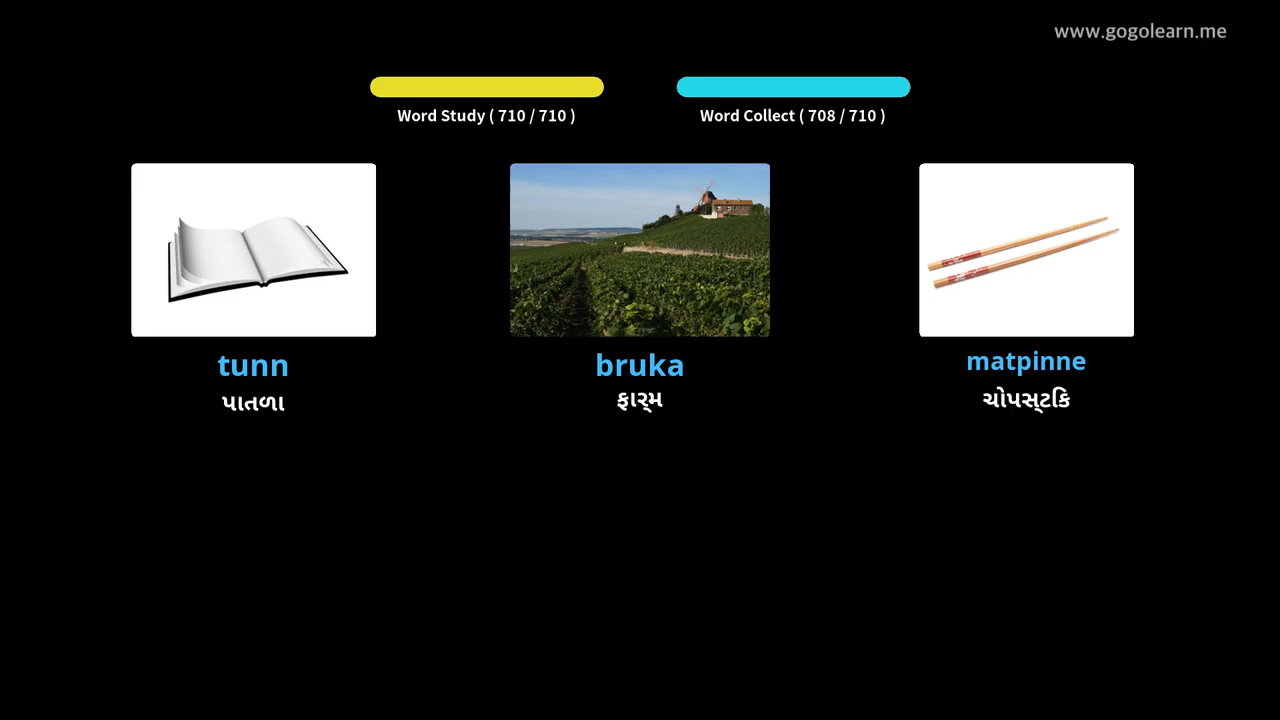 www.gogolearn.me
Word Study ( 710 / 710 )
Word Collect ( 708 / 710 )
tunn
પાતળા
bruka
ફાર્મ
matpinne
ચોપસ્ટિક